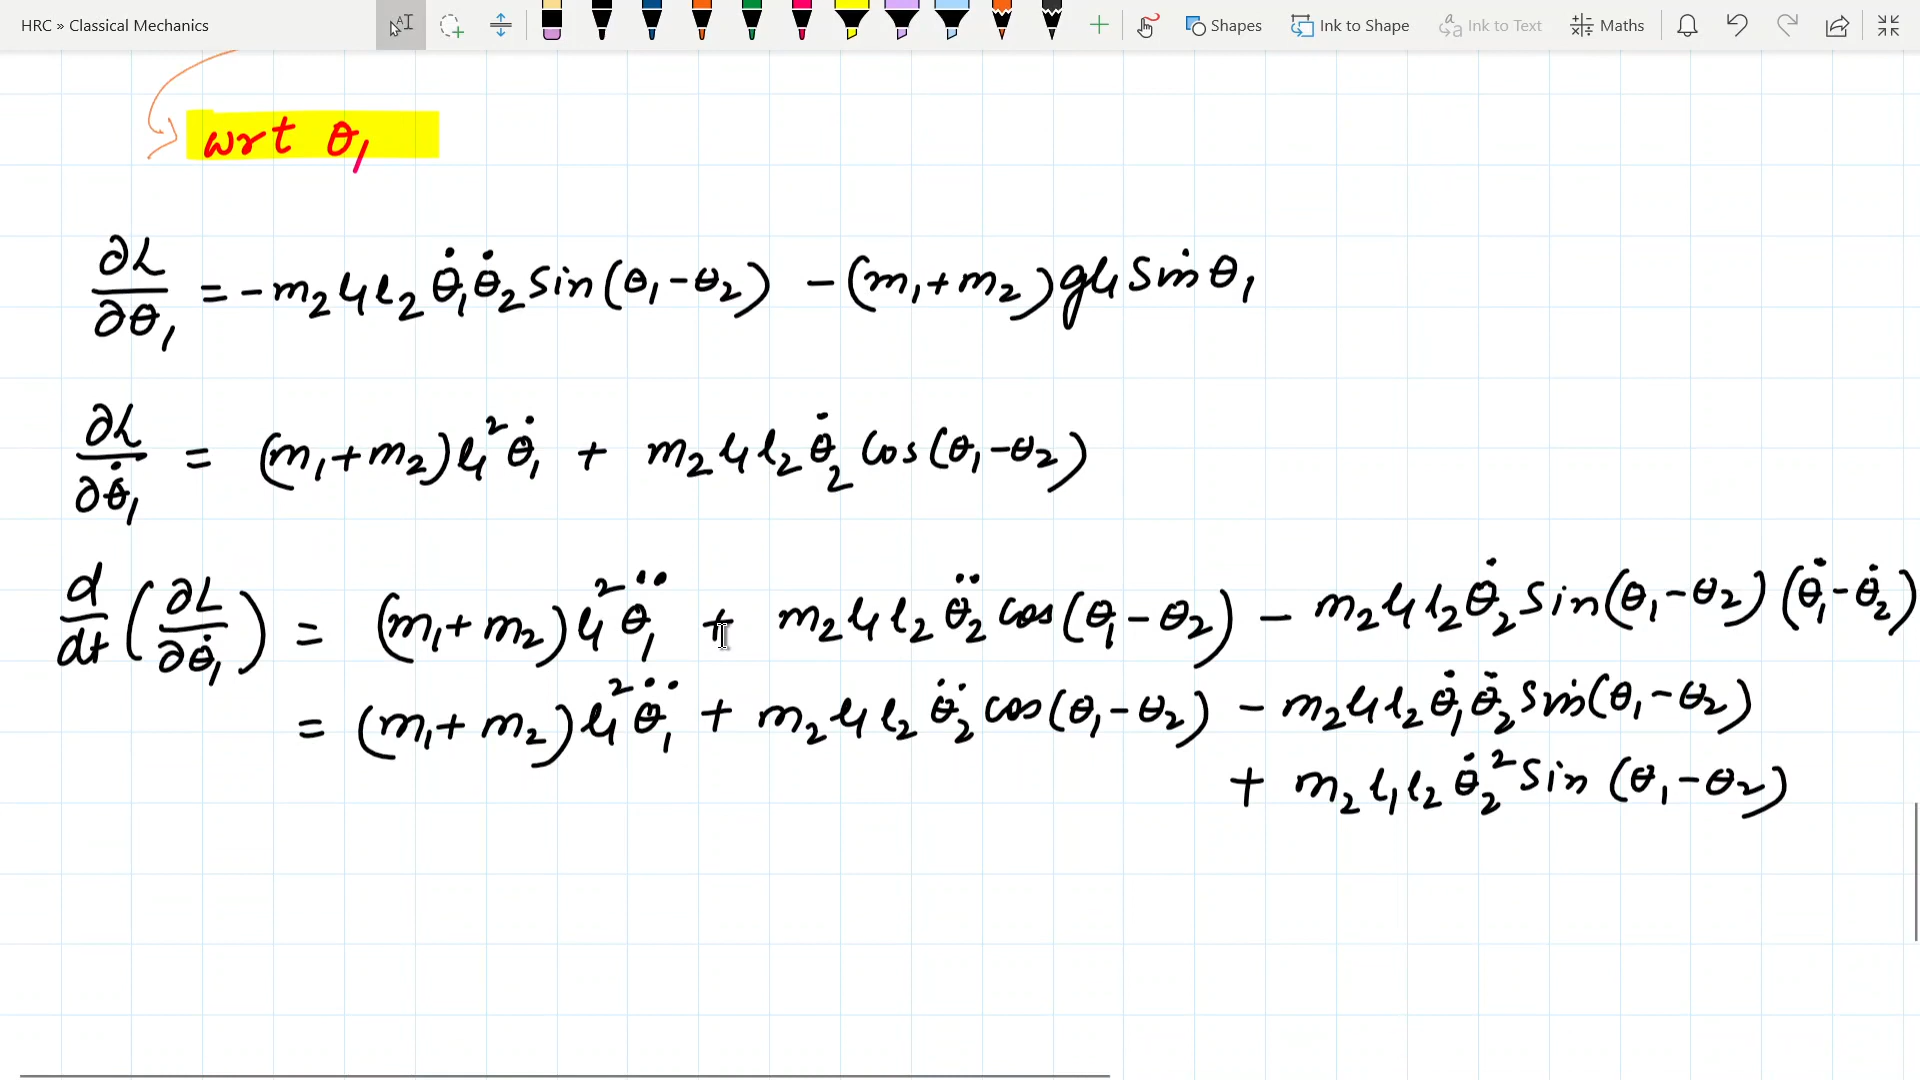 HRC » Classical Mechanics Shapes Ink to Shape Ink to Text Maths
wrt θ₁
∂L/∂θ₁ = -m₂l₁l₂ θ̇₁θ̇₂ Sin(θ₁-θ₂) - (m₁+m₂)gl₁ Sinθ₁
∂L/∂θ̇₁ = (m₁+m₂)l₁²θ̇₁ + m₂l₁l₂θ̇₂ Cos(θ₁-θ₂)
d/dt(∂L/∂θ̇₁) = (m₁+m₂)l₁²θ̈₁ + m₂l₁l₂θ̈₂ cos(θ₁-θ₂) - m₂l₁l₂θ̇₂ Sin(θ₁-θ₂)(θ̇₁-θ̇₂)
= (m₁+m₂)l₁²θ̈₁ + m₂l₁l₂θ̈₂ cos(θ₁-θ₂) - m₂l₁l₂θ̇₁θ̇₂ Sin(θ₁-θ₂)
+ m₂l₁l₂θ̇₂² Sin(θ₁-θ₂)